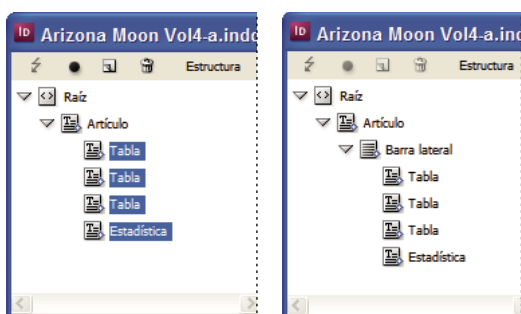 Arizona Moon Vol4-a.indd
Estructura
Raíz
Artículo
Tabla
Tabla
Tabla
Estadística
Arizona Moon Vol4-a.ind
Estructura
Raíz
Artículo
Barra lateral
Tabla
Tabla
Tabla
Estadística